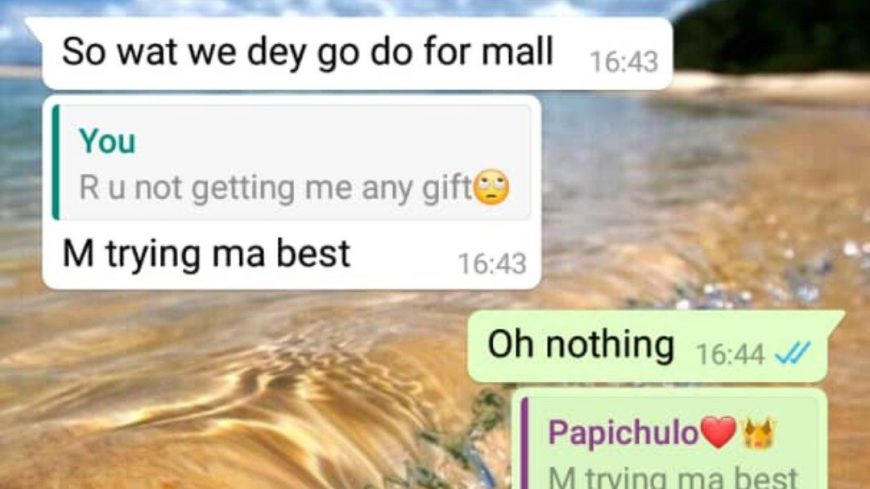 So wat we dey go do for mall 16:43
You
R u not getting me any gift🙄
M trying ma best 16:43
Oh nothing 16:44
Papichulo❤️👑
M trying ma best